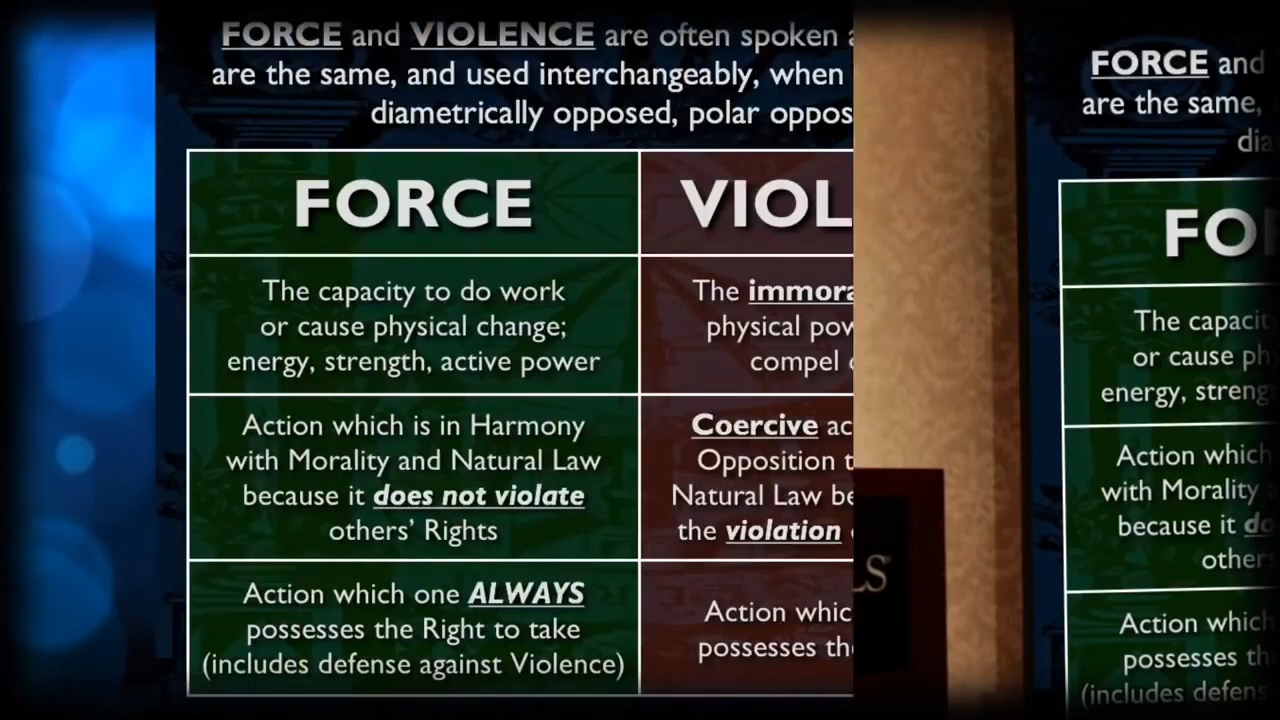 FORCE and VIOLENCE are often spoken
are the same, and used interchangeably, when
diametrically opposed, polar oppos
FORCE
The capacity to do work
or cause physical change;
energy, strength, active power
Action which is in Harmony
with Morality and Natural Law
because it does not violate
others' Rights
Action which one ALWAYS
possesses the Right to take
(includes defense against Violence)
VIOL
The immora
physical pow
compel
Coercive ac
Opposition t
Natural Law be
the violation
Action whic
possesses th
LS
FORCE and
are the same,
dia
FO
The capacit
or cause ph
energy, streng
Action which
with Morality
because it do
others
Action which
possesses th
(includes defens